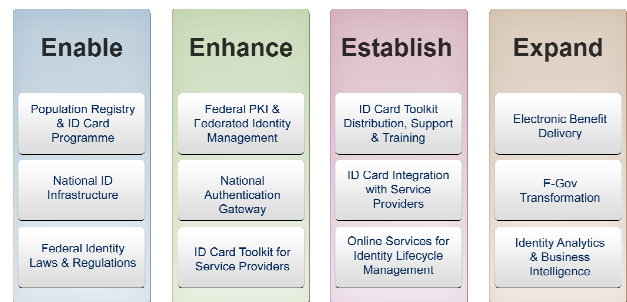 Enable
Population Registry
& ID Card
Programme
National ID
Infrastructure
Federal Identity
Laws & Regulations
Enhance
Federal PKI &
Federated Identity
Management
National
Authentication
Gateway
ID Card Toolkit for
Service Providers
Establish
ID Card Toolkit
Distribution, Support
& Training
ID Card Integration
with Service
Providers
Online Services for
Identity Lifecycle
Management
Expand
Electronic Benefit
Delivery
E-Gov
Transformation
Identity Analytics
& Business
Intelligence